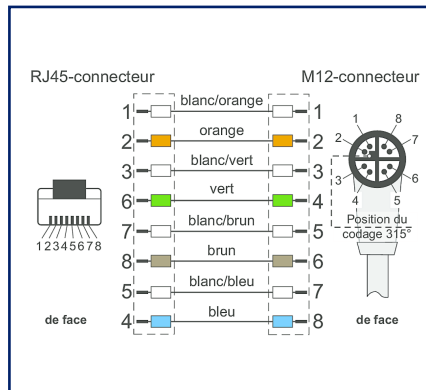 RJ45-connecteur M12-connecteur
1 blanc/orange 1
2 orange 2
3 blanc/vert 3
6 vert 4
7 blanc/brun 5
8 brun 6
5 blanc/bleu 7
4 bleu 8
12345678
de face
1 8
2 7
3 6
4 5
Position du
codage 315°
de face